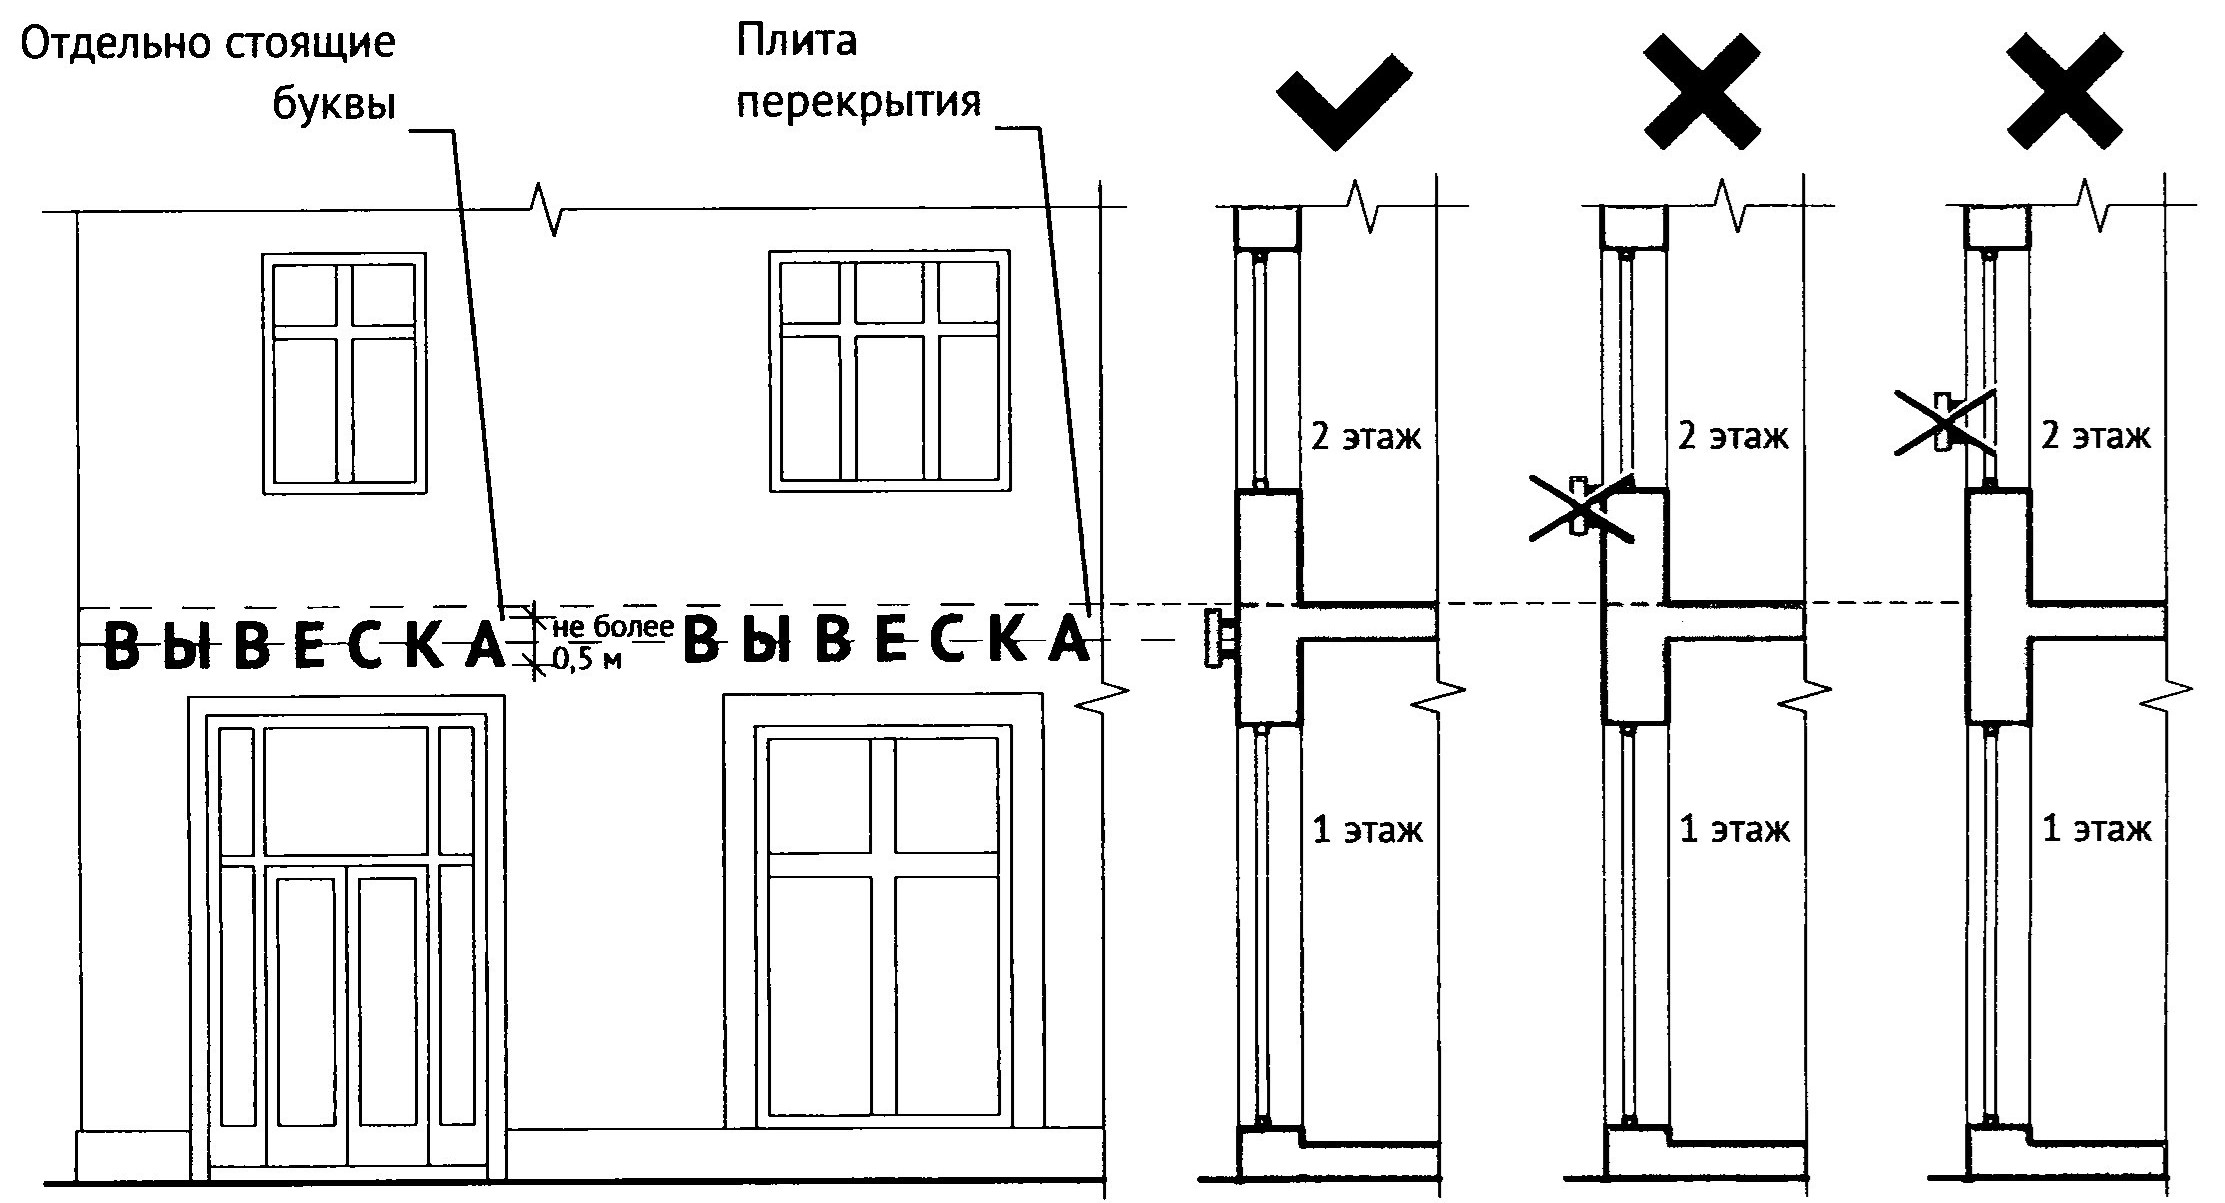 Отдельно стоящие
буквы
Плита
перекрытия
2 этаж
2 этаж
2 этаж
ВЫВЕСКА
не более
0,5 м
ВЫВЕСКА
1 этаж
1 этаж
1 этаж